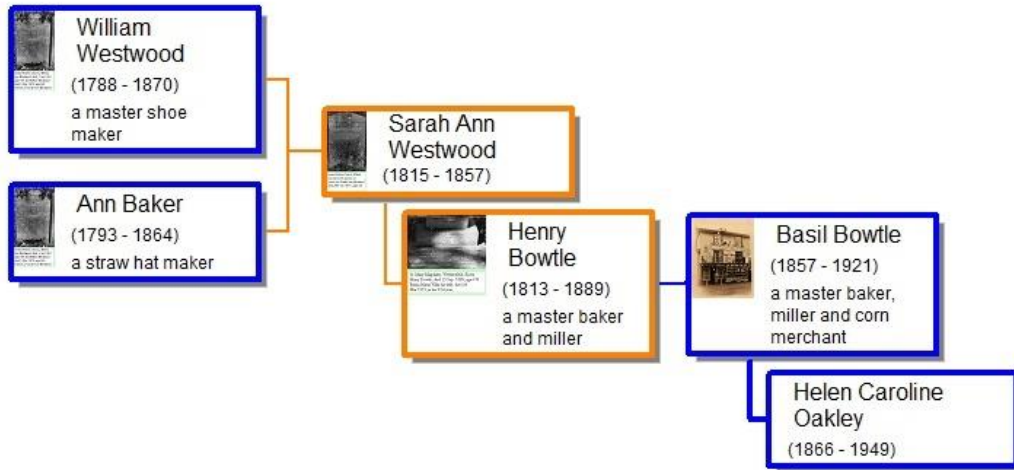 William
Westwood
(1788 - 1870)
a master shoe
maker
Ann Baker
(1793 - 1864)
a straw hat maker
Sarah Ann
Westwood
(1815 - 1857)
Henry
Bowtle
(1813 - 1889)
a master baker
and miller
Basil Bowtle
(1857 - 1921)
a master baker,
miller and corn
merchant
Helen Caroline
Oakley
(1866 - 1949)